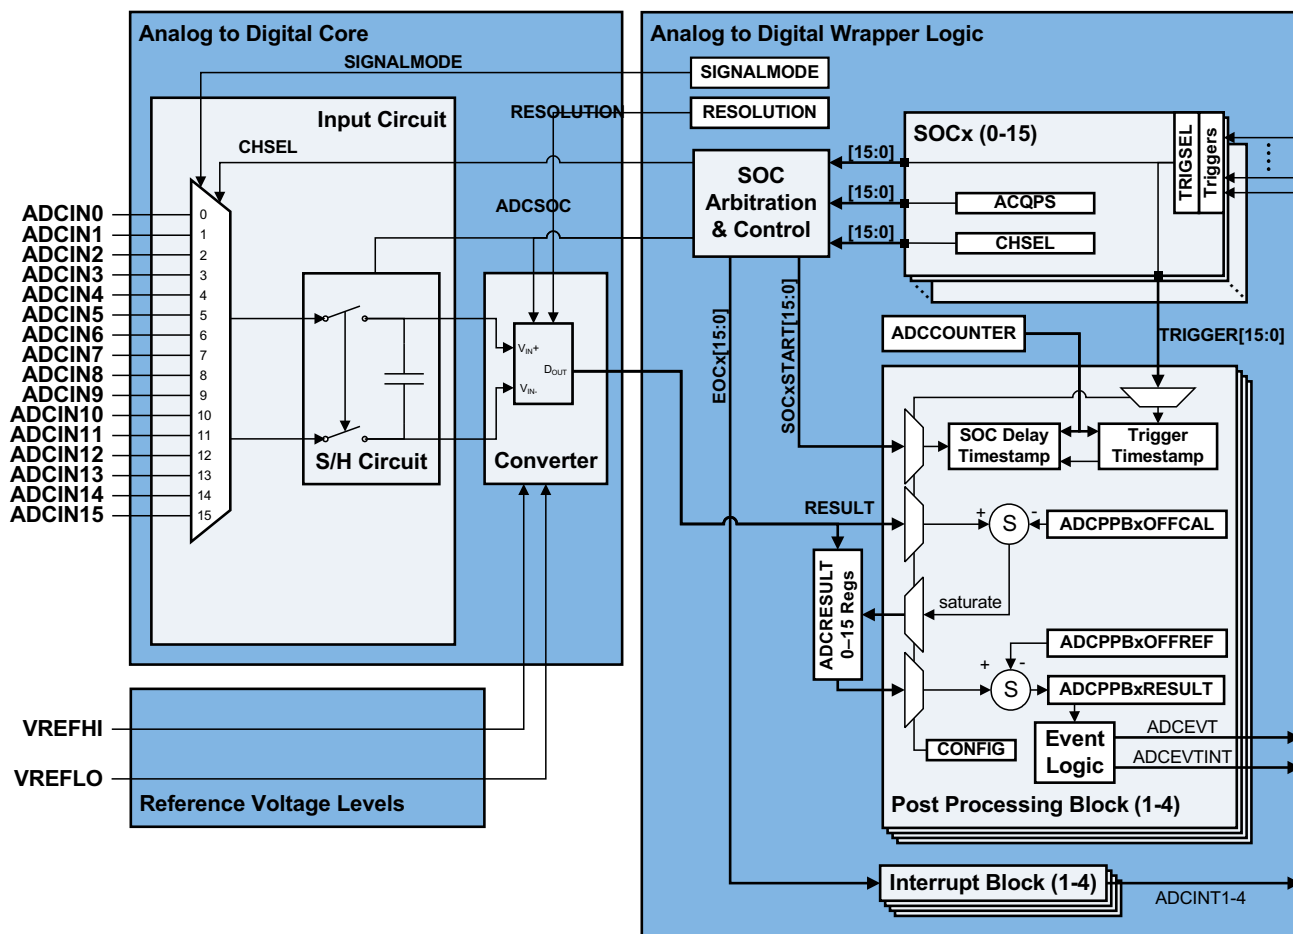 Analog to Digital Core
Analog to Digital Wrapper Logic
SIGNALMODE
SIGNALMODE
RESOLUTION
RESOLUTION
Input Circuit
CHSEL
ADCSOC
SOC
Arbitration
& Control
[15:0]
[15:0]
[15:0]
SOCx (0-15)
ACQPS
CHSEL
TRIGSEL
Triggers
ADCIN0
ADCIN1
ADCIN2
ADCIN3
ADCIN4
ADCIN5
ADCIN6
ADCIN7
ADCIN8
ADCIN9
ADCIN10
ADCIN11
ADCIN12
ADCIN13
ADCIN14
ADCIN15
0
1
2
3
4
5
6
7
8
9
10
11
12
13
14
15
S/H Circuit
VIN+
DOUT
VIN-
Converter
EOCx[15:0]
SOCxSTART[15:0]
ADCCOUNTER
TRIGGER[15:0]
SOC Delay
Timestamp
Trigger
Timestamp
RESULT
+
S
-
ADCPPBxOFFCAL
ADCRESULT
0–15 Regs
saturate
ADCPPBxOFFREF
+
-
S
ADCPPBxRESULT
CONFIG
Event
Logic
ADCEVT
ADCEVTINT
Post Processing Block (1-4)
VREFHI
VREFLO
Reference Voltage Levels
Interrupt Block (1-4)
ADCINT1-4